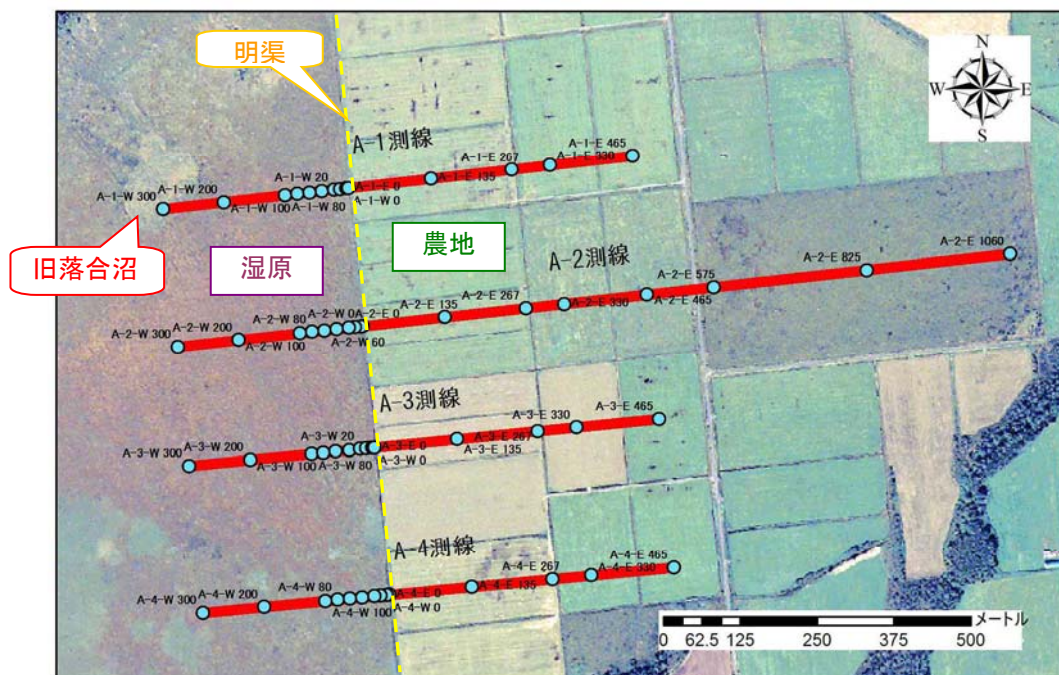 明渠
N
W E
S
A-1測線
A-1-E 465
A-1-E 267
A-1-E 330
A-1-W 20
A-1-E 0
A-1-E 135
A-1-W 200
A-1-W 300
A-1-W 100
A-1-W 80
A-1-W 0
旧落合沼
湿原
農地
A-2測線
A-2-E 1060
A-2-E 825
A-2-E 575
A-2-E 267
A-2-E 135
A-2-E 330
A-2-E 465
A-2-W 0
A-2-E 0
A-2-W 80
A-2-W 200
A-2-W 300
A-2-W 100
A-2-W 60
A-3測線
A-3-E 465
A-3-E 330
A-3-E 267
A-3-E 135
A-3-W 20
A-3-E 0
A-3-W 200
A-3-W 300
A-3-W 100
A-3-W 80
A-3-W 0
A-4測線
A-4-E 465
A-4-E 267
A-4-E 330
A-4-E 135
A-4-W 80
A-4-E 0
A-4-W 200
A-4-W 300
A-4-W 100
A-4-W 0
メートル
0 62.5 125 250 375 500